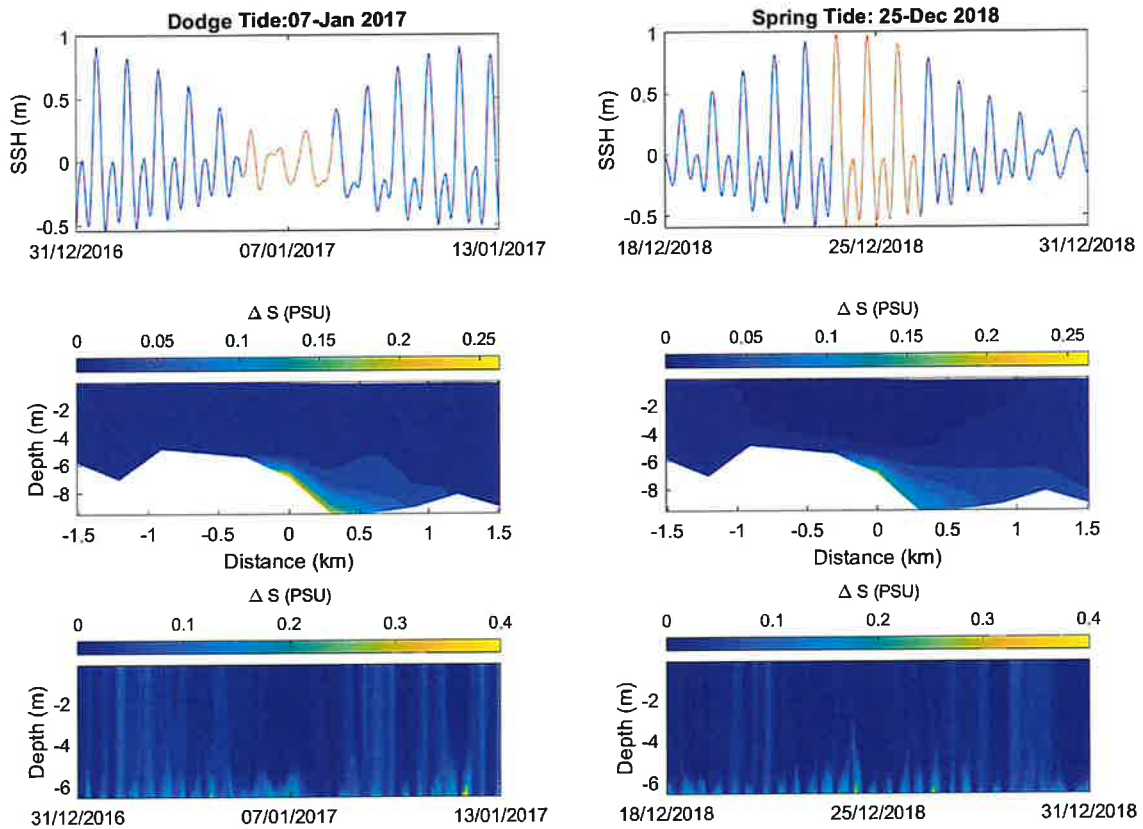 Dodge Tide:07-Jan 2017
1
0.5
0
-0.5
SSH (m)
31/12/2016 07/01/2017 13/01/2017
Spring Tide: 25-Dec 2018
1
0.5
0
-0.5
SSH (m)
18/12/2018 25/12/2018 31/12/2018
Δ S (PSU)
0 0.05 0.1 0.15 0.2 0.25
-2
-4
-6
-8
Depth (m)
-1.5 -1 -0.5 0 0.5 1 1.5
Distance (km)
Δ S (PSU)
0 0.05 0.1 0.15 0.2 0.25
-2
-4
-6
-8
Depth (m)
-1.5 -1 -0.5 0 0.5 1 1.5
Distance (km)
Δ S (PSU)
0 0.1 0.2 0.3 0.4
-2
-4
-6
Depth (m)
31/12/2016 07/01/2017 13/01/2017
Δ S (PSU)
0 0.1 0.2 0.3 0.4
-2
-4
-6
Depth (m)
18/12/2018 25/12/2018 31/12/2018